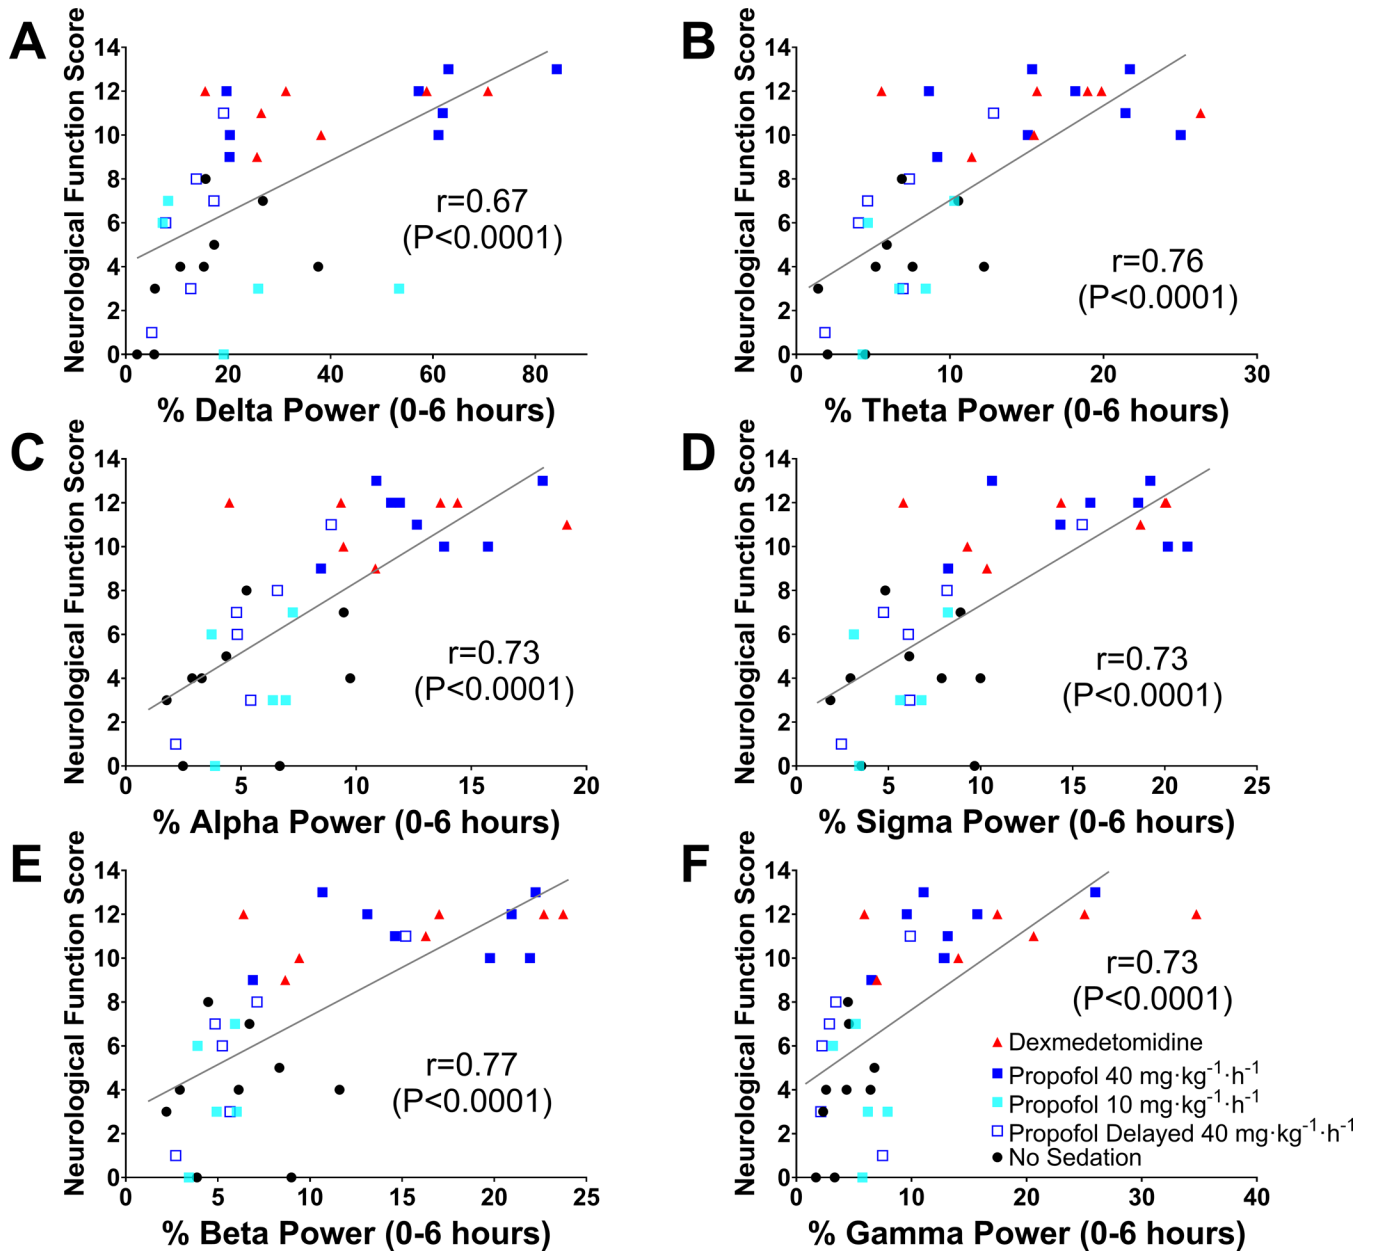 A
Neurological Function Score
14
12
10
8
6
4
2
0
r=0.67
(P<0.0001)
0 20 40 60 80
% Delta Power (0-6 hours)
B
Neurological Function Score
14
12
10
8
6
4
2
0
r=0.76
(P<0.0001)
0 10 20 30
% Theta Power (0-6 hours)
C
Neurological Function Score
14
12
10
8
6
4
2
0
r=0.73
(P<0.0001)
0 5 10 15 20
% Alpha Power (0-6 hours)
D
Neurological Function Score
14
12
10
8
6
4
2
0
r=0.73
(P<0.0001)
0 5 10 15 20 25
% Sigma Power (0-6 hours)
E
Neurological Function Score
14
12
10
8
6
4
2
0
r=0.77
(P<0.0001)
0 5 10 15 20 25
% Beta Power (0-6 hours)
F
Neurological Function Score
14
12
10
8
6
4
2
0
r=0.73
(P<0.0001)
Dexmedetomidine
Propofol 40 mg·kg⁻¹·h⁻¹
Propofol 10 mg·kg⁻¹·h⁻¹
Propofol Delayed 40 mg·kg⁻¹·h⁻¹
No Sedation
0 10 20 30 40
% Gamma Power (0-6 hours)